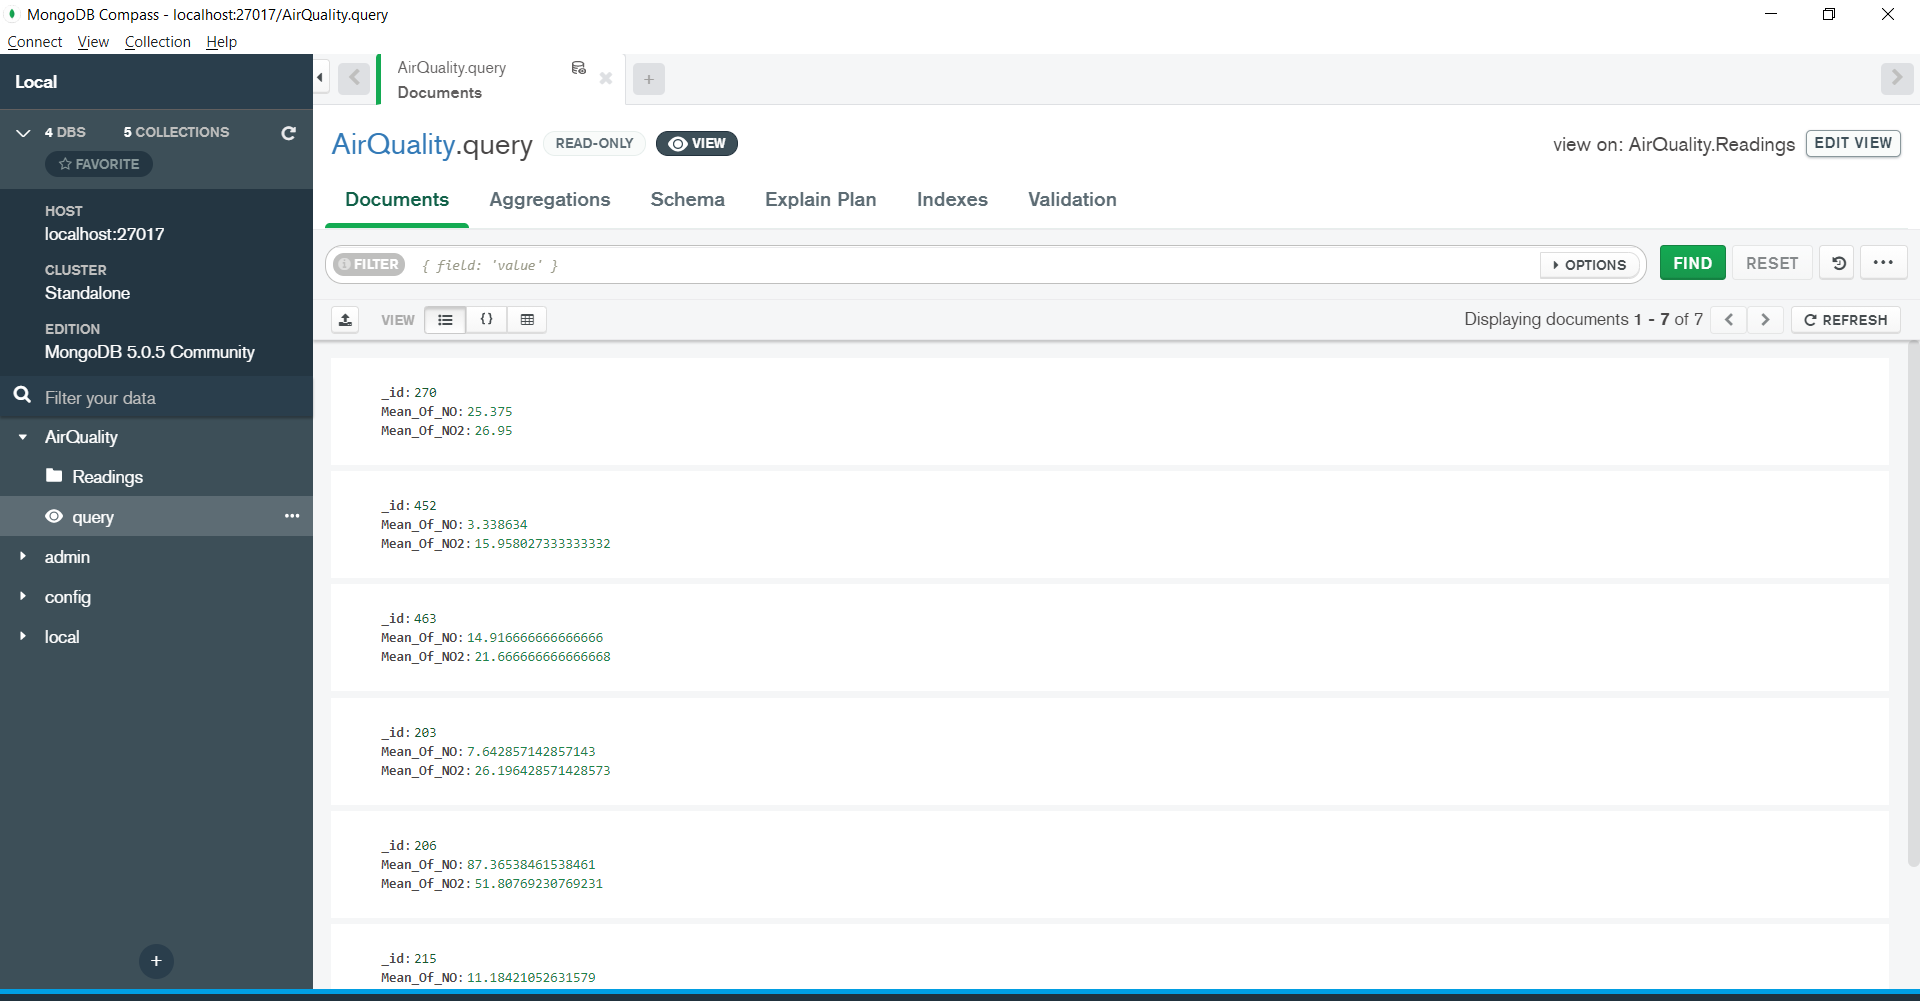 MongoDB Compass - localhost:27017/AirQuality.query
Connect View Collection Help
Local
4 DBS 5 COLLECTIONS
FAVORITE
HOST
localhost:27017
CLUSTER
Standalone
EDITION
MongoDB 5.0.5 Community
Filter your data
AirQuality
Readings
query
admin
config
local
AirQuality.query
Documents
AirQuality.query READ-ONLY VIEW
view on: AirQuality.Readings EDIT VIEW
Documents Aggregations Schema Explain Plan Indexes Validation
FILTER { field: 'value' } OPTIONS FIND RESET
VIEW Displaying documents 1 - 7 of 7 REFRESH
_id: 270
Mean_Of_NO: 25.375
Mean_Of_NO2: 26.95
_id: 452
Mean_Of_NO: 3.338634
Mean_Of_NO2: 15.958027333333332
_id: 463
Mean_Of_NO: 14.916666666666666
Mean_Of_NO2: 21.666666666666668
_id: 203
Mean_Of_NO: 7.642857142857143
Mean_Of_NO2: 26.196428571428573
_id: 206
Mean_Of_NO: 87.36538461538461
Mean_Of_NO2: 51.80769230769231
_id: 215
Mean_Of_NO: 11.18421052631579